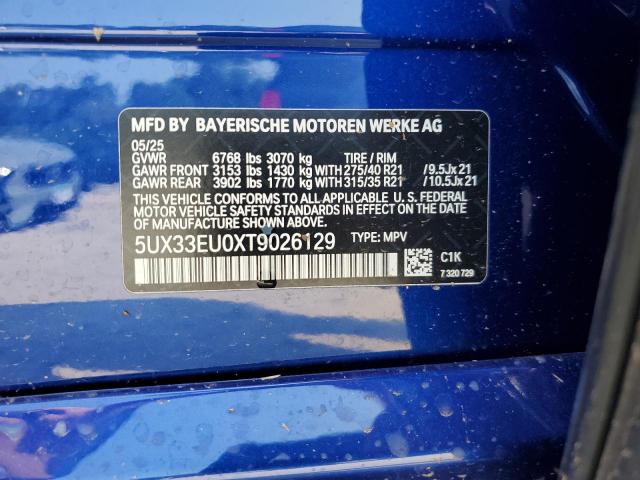 MFD BY BAYERISCHE MOTOREN WERKE AG
05/25
GVWR 6768 lbs 3070 kg TIRE / RIM
GAWR FRONT 3153 lbs 1430 kg WITH 275/40 R21 /9.5Jx21
GAWR REAR 3902 lbs 1770 kg WITH 315/35 R21 /10.5Jx21
THIS VEHICLE CONFORMS TO ALL APPLICABLE U. S. FEDERAL
MOTOR VEHICLE SAFETY STANDARDS IN EFFECT ON THE DATE
OF MANUFACTURE SHOWN ABOVE.
5UX33EU0XT9026129 TYPE: MPV
C1K
7 320 729